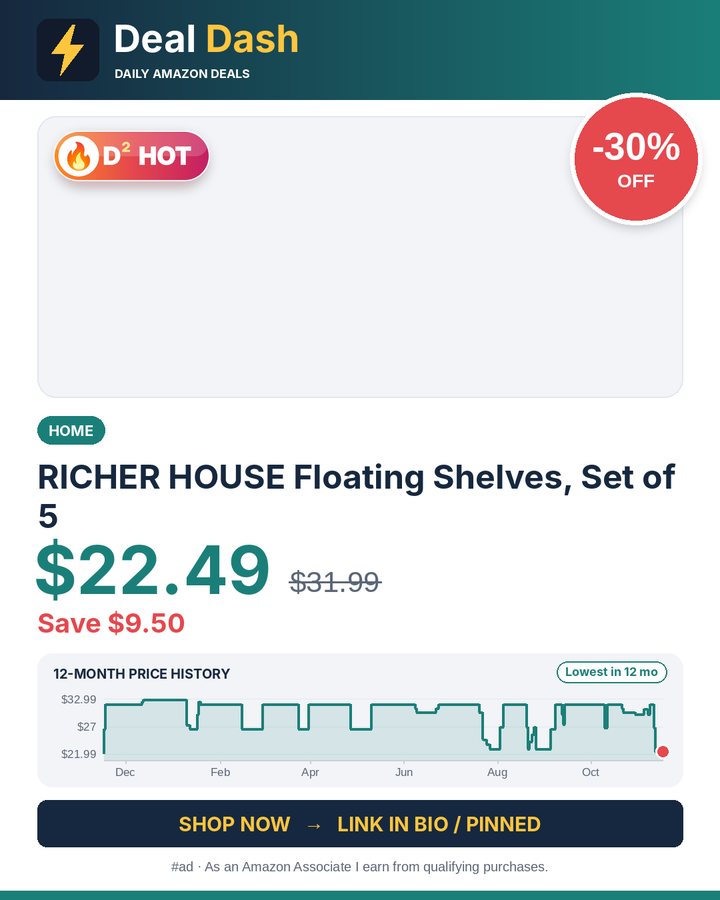 Deal Dash
DAILY AMAZON DEALS
-30%
OFF
D² HOT
HOME
RICHER HOUSE Floating Shelves, Set of
5
$22.49 $31.99
Save $9.50
12-MONTH PRICE HISTORY
Lowest in 12 mo
$32.99
$27
$21.99
Dec Feb Apr Jun Aug Oct
SHOP NOW → LINK IN BIO / PINNED
#ad · As an Amazon Associate I earn from qualifying purchases.